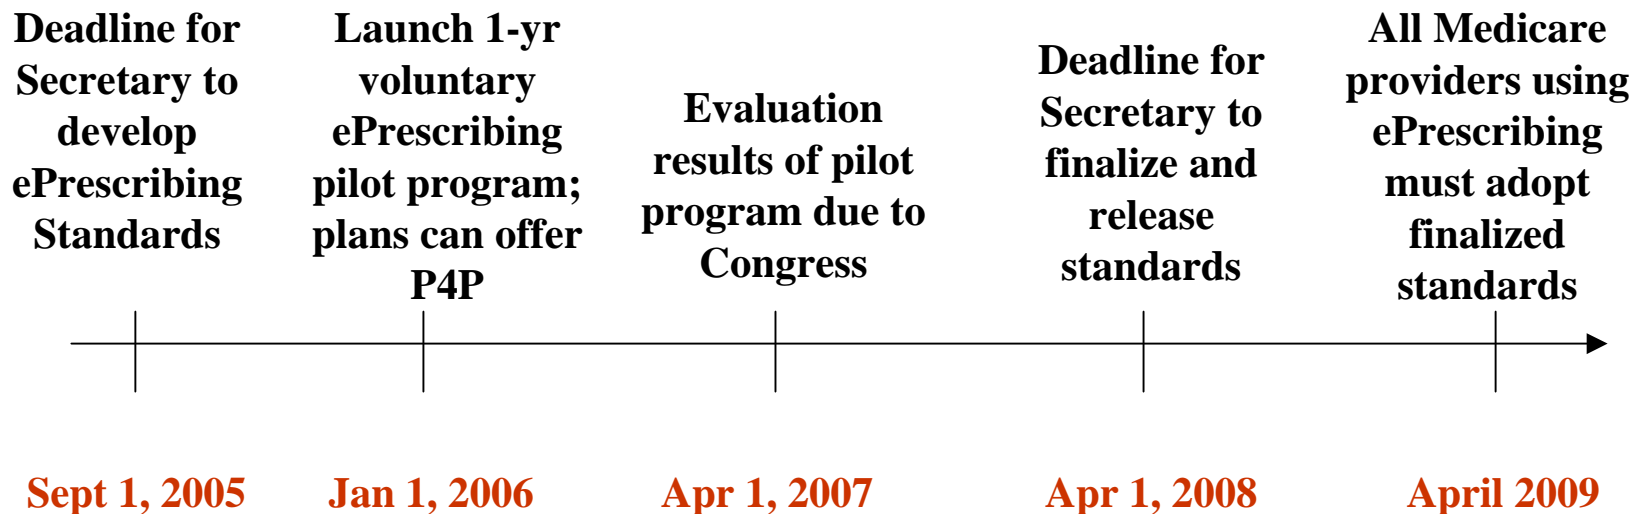 Deadline for
Secretary to
develop
ePrescribing
Standards
Launch 1-yr
voluntary
ePrescribing
pilot program;
plans can offer
P4P
Evaluation
results of pilot
program due to
Congress
Deadline for
Secretary to
finalize and
release
standards
All Medicare
providers using
ePrescribing
must adopt
finalized
standards
Sept 1, 2005
Jan 1, 2006
Apr 1, 2007
Apr 1, 2008
April 2009